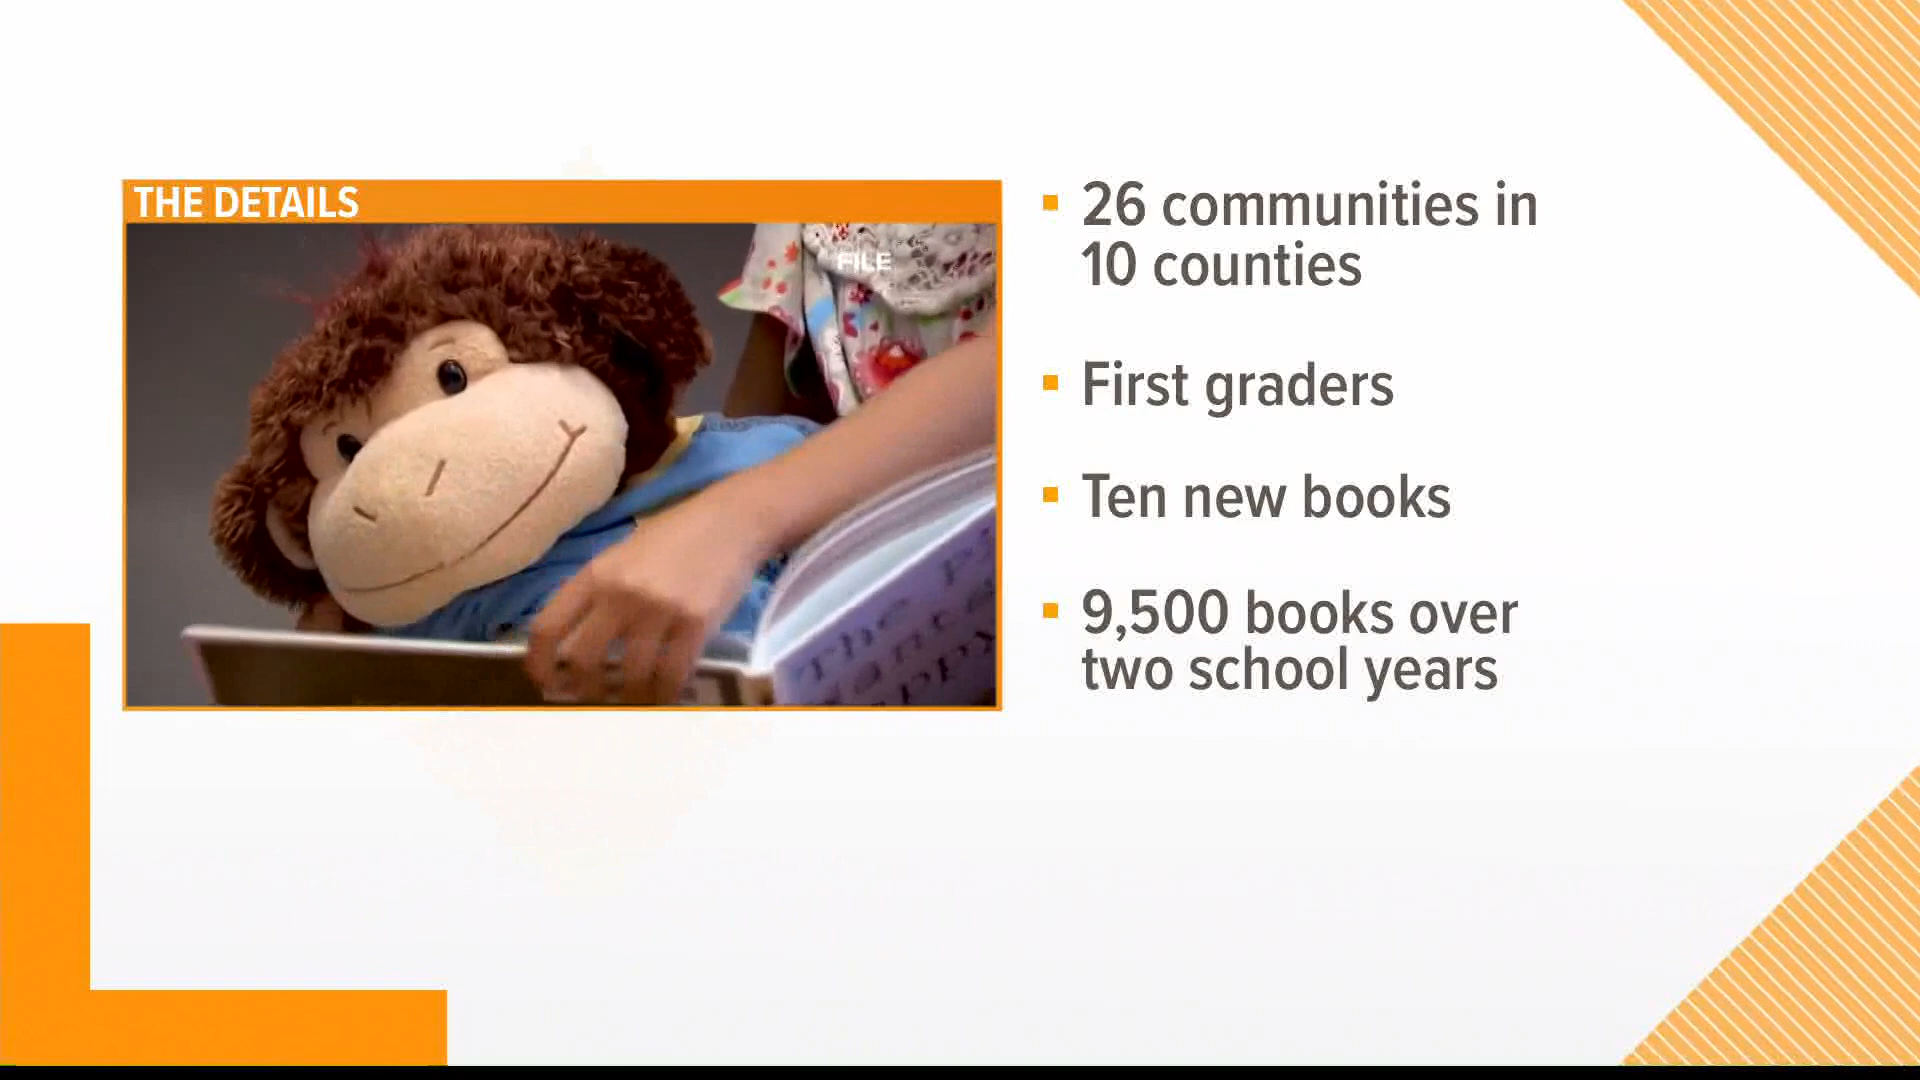 THE DETAILS
FILE
26 communities in
10 counties
First graders
Ten new books
9,500 books over
two school years